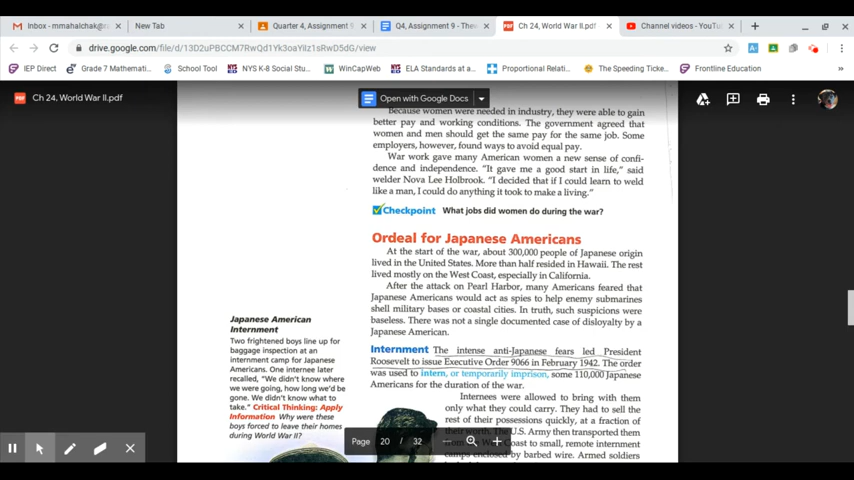 Inbox - mmahalchak@r
New Tab
Quarter 4, Assignment 9
Q4, Assignment 9 - The
Ch 24, World War II.pdf
Channel videos - YouTu
drive.google.com/file/d/13D2uPBCCM7RwQd1Yk3oaYiIz1sRwD5dG/view
IEP Direct
Grade 7 Mathemati...
School Tool
NYS K-8 Social Stu...
WinCapWeb
ELA Standards at a...
Proportional Relatio...
The Speeding Ticke...
Frontline Education
Ch 24, World War II.pdf
Open with Google Docs
Because women were needed in industry, they were able to gain
better pay and working conditions. The government agreed that
women and men should get the same pay for the same job. Some
employers, however, found ways to avoid equal pay.
War work gave many American women a new sense of confi-
dence and independence. "It gave me a good start in life," said
welder Nova Lee Holbrook. "I decided that if I could learn to weld
like a man, I could do anything it took to make a living."
Checkpoint What jobs did women do during the war?
Ordeal for Japanese Americans
At the start of the war, about 300,000 people of Japanese origin
lived in the United States. More than half resided in Hawaii. The rest
lived mostly on the West Coast, especially in California.
After the attack on Pearl Harbor, many Americans feared that
Japanese Americans would act as spies to help enemy submarines
shell military bases or coastal cities. In truth, such suspicions were
baseless. There was not a single documented case of disloyalty by a
Japanese American.
Internment The intense anti-Japanese fears led President
Roosevelt to issue Executive Order 9066 in February 1942. The order
was used to intern, or temporarily imprison, some 110,000 Japanese
Americans for the duration of the war.
Internees were allowed to bring with them
only what they could carry. They had to sell the
rest of their possessions quickly, at a fraction of
their worth. The U.S. Army then transported them
from the West Coast to small, remote internment
camps enclosed by barbed wire. Armed soldiers
Japanese American
Internment
Two frightened boys line up for
baggage inspection at an
internment camp for Japanese
Americans. One internee later
recalled, "We didn't know where
we were going, how long we'd be
gone. We didn't know what to
take." Critical Thinking: Apply
Information Why were these
boys forced to leave their homes
during World War II?
Page 20 / 32